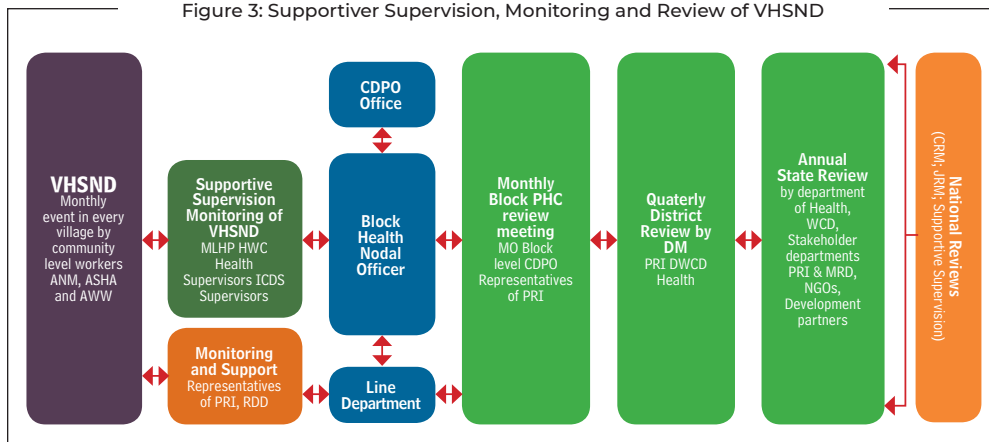 Figure 3: Supportiver Supervision, Monitoring and Review of VHSND
VHSND
Monthly
event in every
village by
community
level workers
ANM, ASHA
and AWW
Supportive
Supervision
Monitoring of
VHSND
MLHP HWC
Health
Supervisors ICDS
Supervisors
Monitoring
and Support
Representatives
of PRI, RDD
CDPO
Office
Block
Health
Nodal
Officer
Line
Department
Monthly
Block PHC
review
meeting
MO Block
level CDPO
Representatives
of PRI
Quaterly
District
Review by
DM
PRI DWCD
Health
Annual
State Review
by department
of Health,
WCD,
Stakeholder
departments
PRI & MRD,
NGOs,
Development
partners
National Reviews
(CRM; JRM; Supportive Supervision)